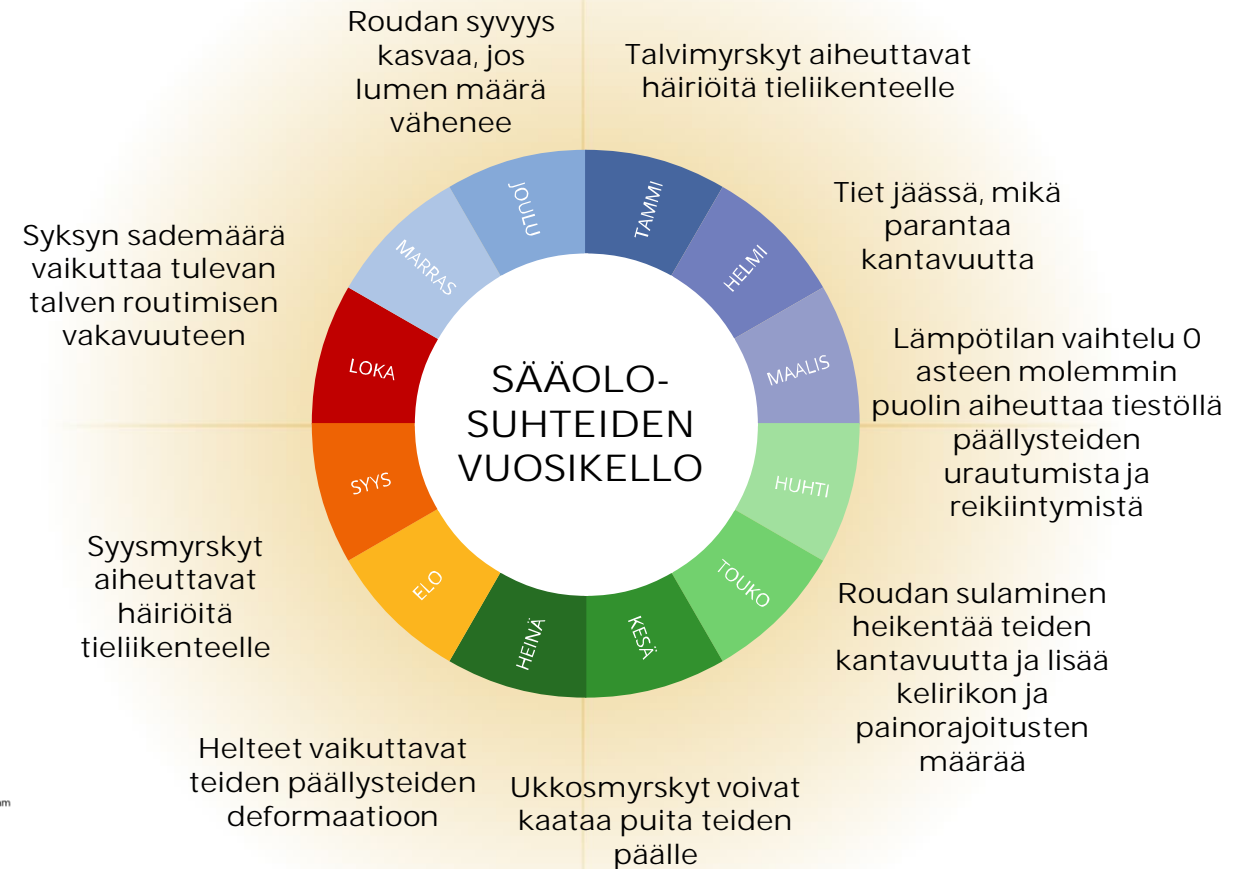 Roudan syvyys
kasvaa, jos
lumen määrä
vähenee
Talvimyrskyt aiheuttavat
häiriöitä tieliikenteelle
Tiet jäässä, mikä
parantaa
kantavuutta
Lämpötilan vaihtelu 0
asteen molemmin
puolin aiheuttaa tiestöllä
päällysteiden
urautumista ja
reikiintymistä
Roudan sulaminen
heikentää teiden
kantavuutta ja lisää
kelirikon ja
painorajoitusten
määrää
Ukkosmyrskyt voivat
kaataa puita teiden
päälle
Helteet vaikuttavat
teiden päällysteiden
deformaatioon
Syysmyrskyt
aiheuttavat
häiriöitä
tieliikenteelle
Syksyn sademäärä
vaikuttaa tulevan
talven routimisen
vakavuuteen
TAMMI
HELMI
MAALIS
HUHTI
TOUKO
KESÄ
HEINÄ
ELO
SYYS
LOKA
MARRAS
JOULU
SÄÄOLO-
SUHTEIDEN
VUOSIKELLO